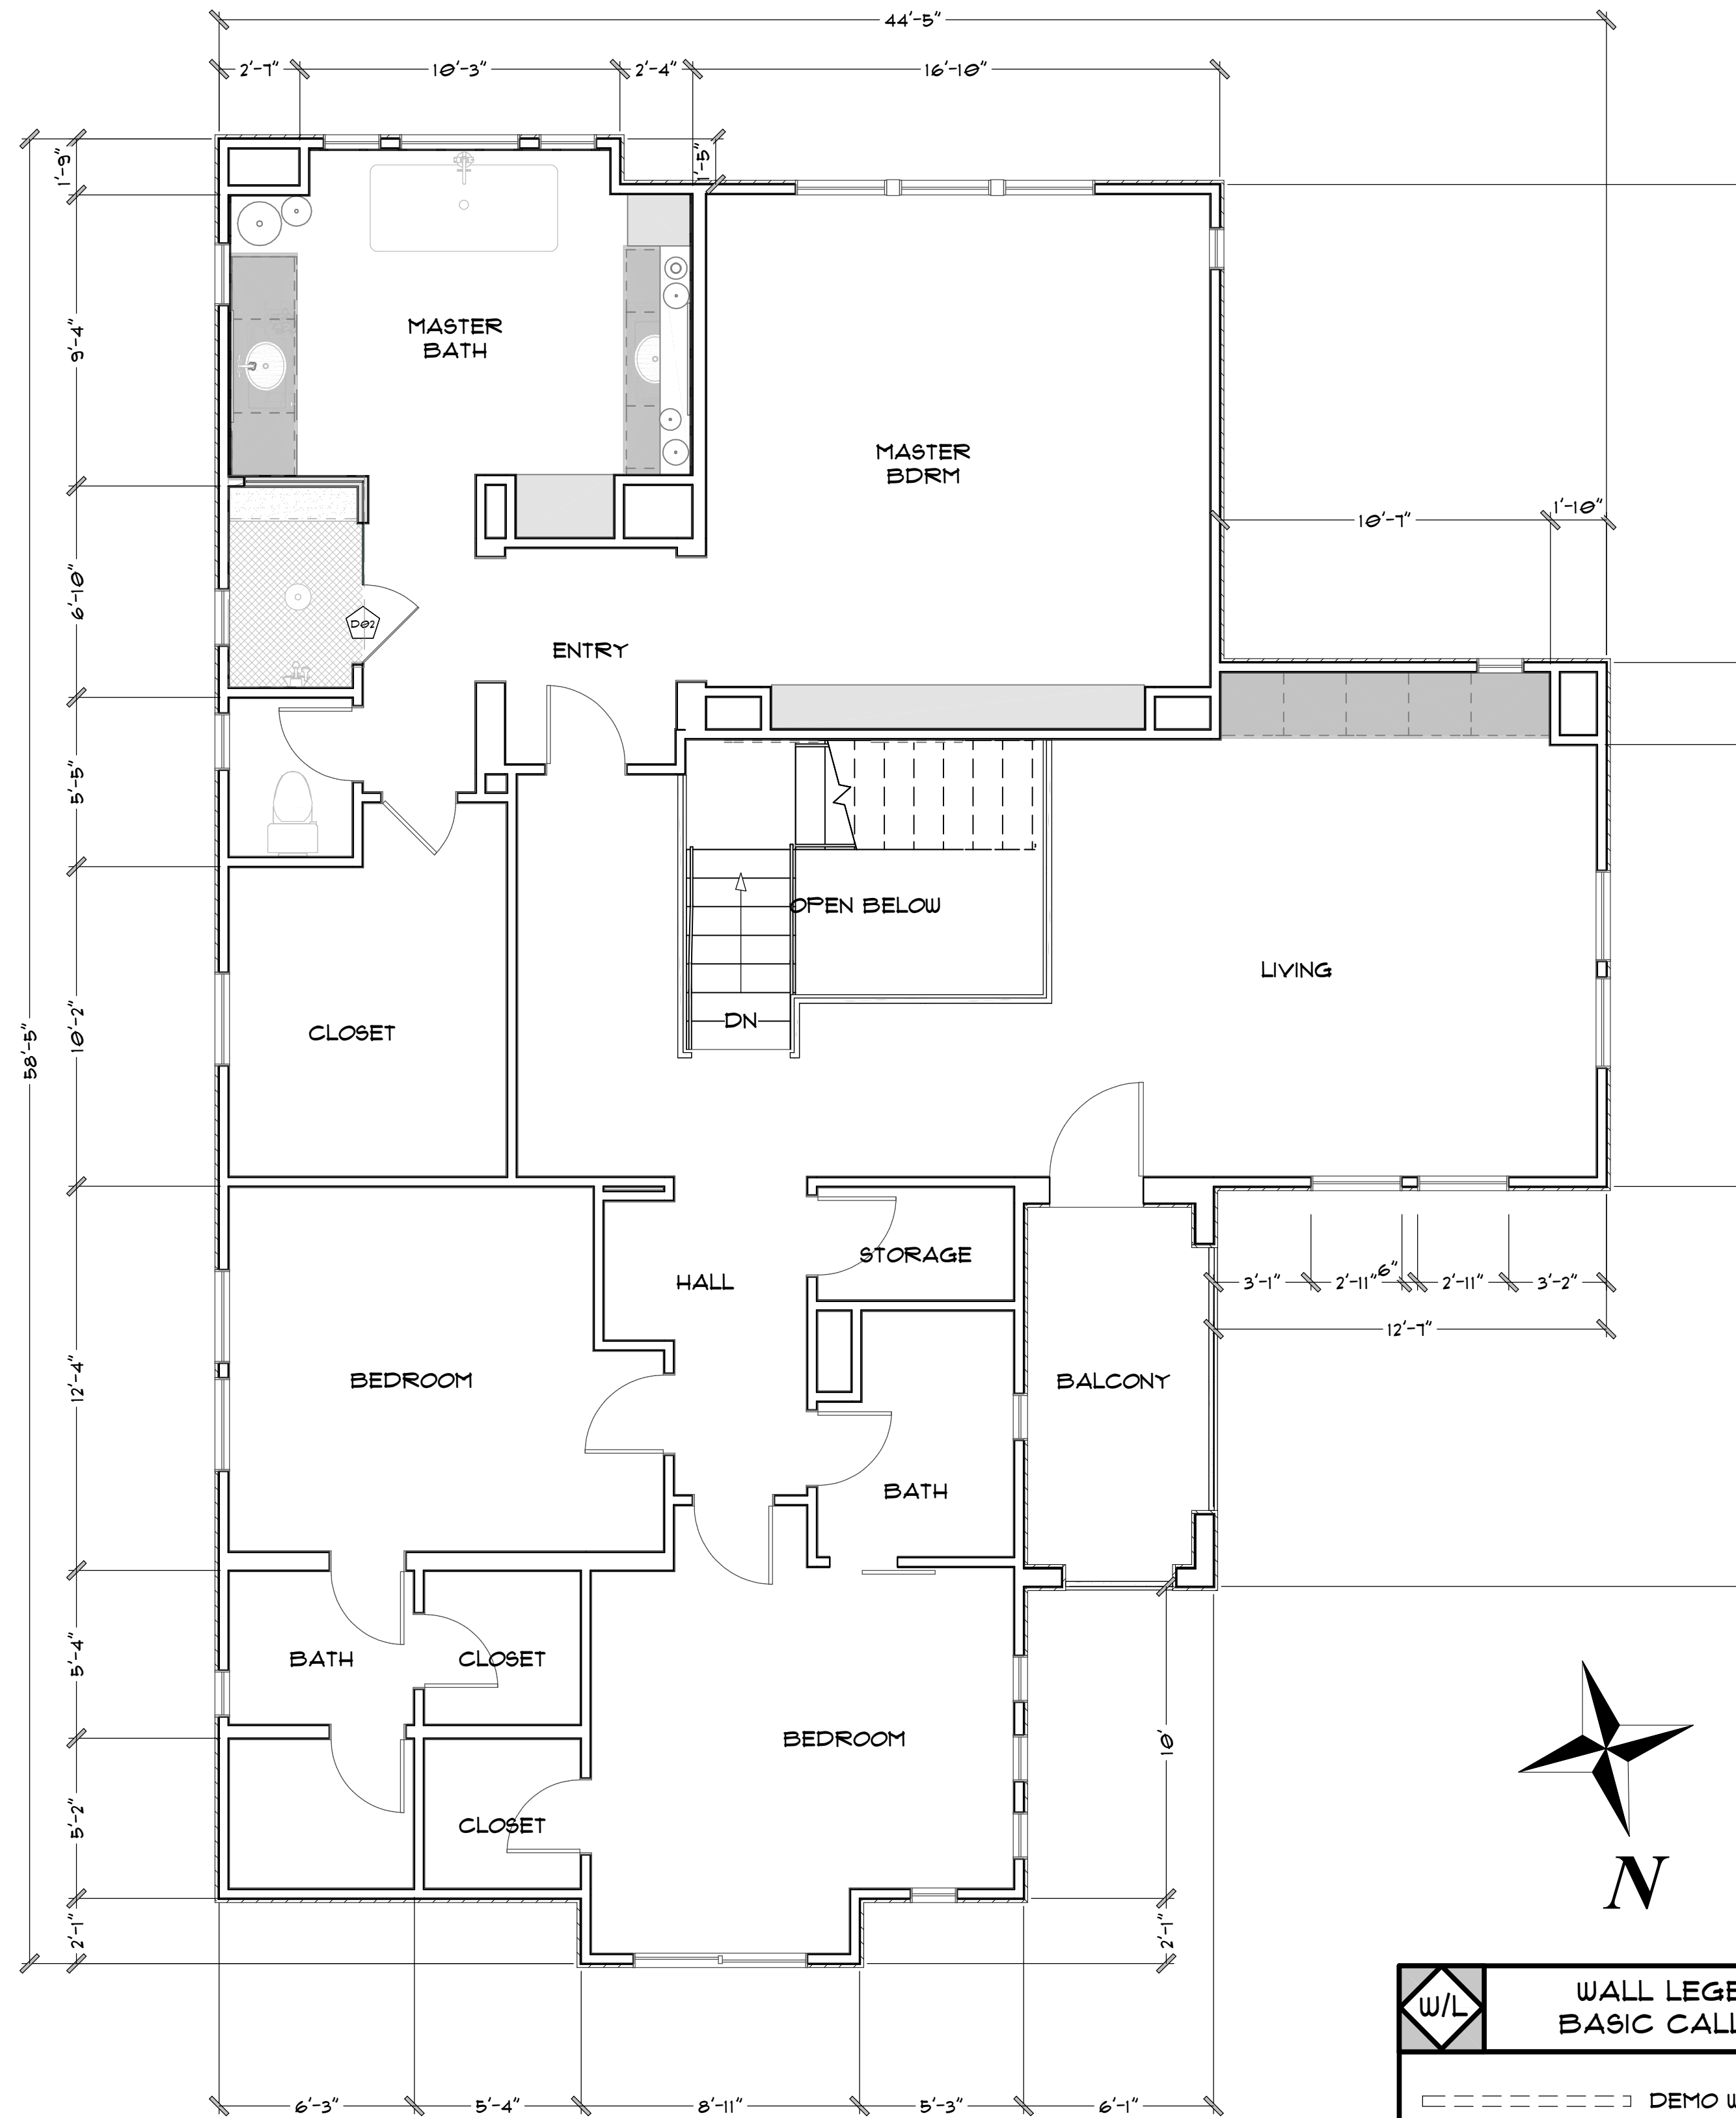 44'-5"
2'-7" 10'-3" 2'-4" 16'-10"
1'-9"
1'-5"
9'-4"
MASTER
BATH
MASTER
BDRM
10'-7" 1'-10"
6'-10"
D02
ENTRY
5'-5"
OPEN BELOW
LIVING
58'-5"
10'-2"
CLOSET
DN
STORAGE
HALL
3'-1" 2'-11" 6" 2'-11" 3'-2"
12'-7"
12'-4"
BEDROOM
BALCONY
BATH
5'-4"
BATH
CLOSET
BEDROOM
10'
5'-2"
CLOSET
N
2'-1"
2'-1"
W/L
WALL LEGE
BASIC CALL
DEMO W
6'-3" 5'-4" 8'-11" 5'-3" 6'-1"